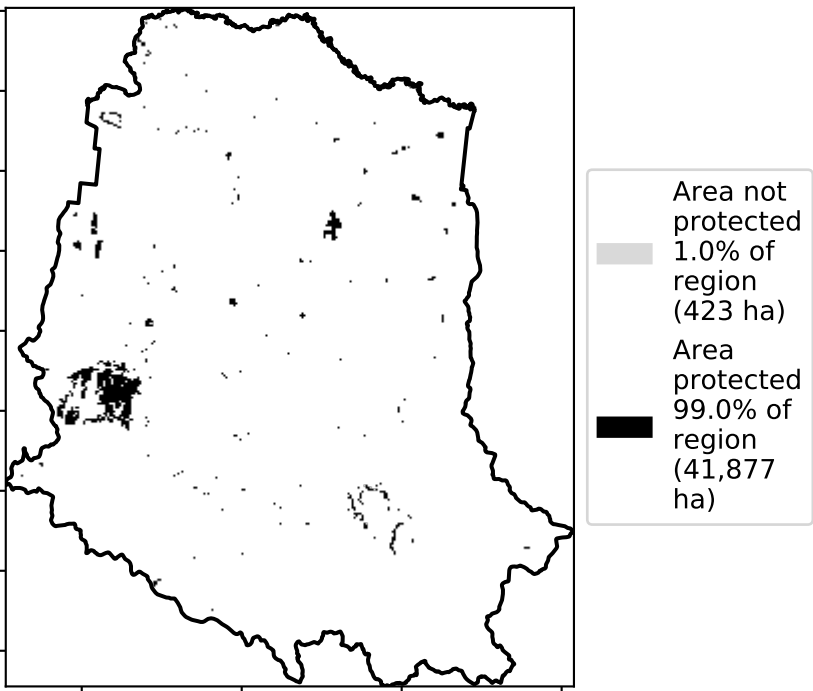 Area not
protected
1.0% of
region
(423 ha)
Area
protected
99.0% of
region
(41,877
ha)